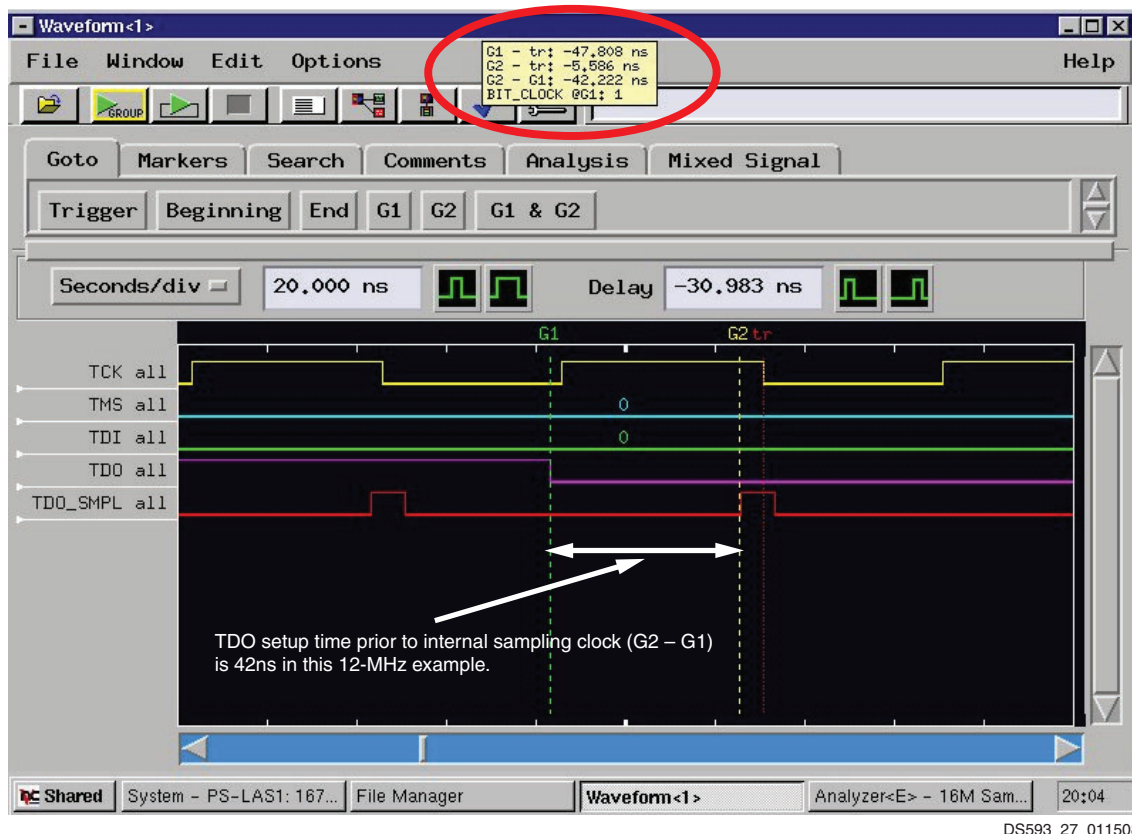 Waveform<1>
G1 - tr: -47.808 ns
G2 - tr: -5.586 ns
G2 - G1: -42.222 ns
BIT_CLOCK @G1: 1
File Window Edit Options Help
GROUP
Goto Markers Search Comments Analysis Mixed Signal
Trigger Beginning End G1 G2 G1 & G2
Seconds/div 20.000 ns Delay -30.983 ns
G1 G2 tr
TCK all
TMS all 0
TDI all 0
TDO all
TDO_SMPL all
TDO setup time prior to internal sampling clock (G2 – G1)
is 42ns in this 12-MHz example.
Shared System - PS-LAS1: 167... File Manager Waveform<1> Analyzer<E> - 16M Sam... 20:04
DS593_27_01150